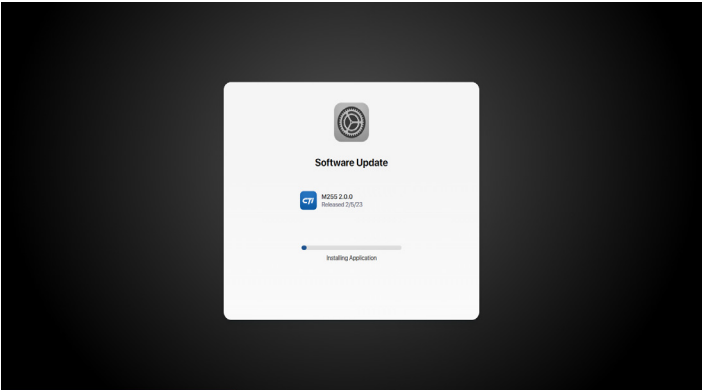 Software Update
CTi
M255 2.0.0
Released 2/5/23
Installing Application